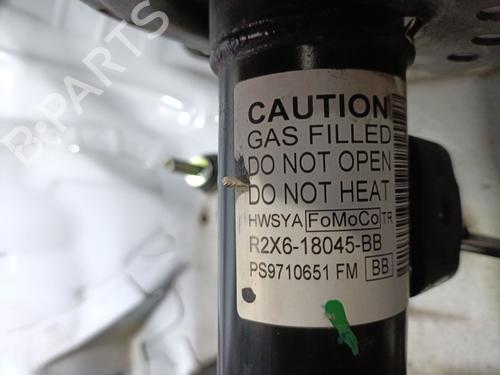 B-PARTS
CAUTION
GAS FILLED
DO NOT OPEN
DO NOT HEAT
HWSYA FoMoCo TR
R2X6-18045-BB
PS9710651 FM BB